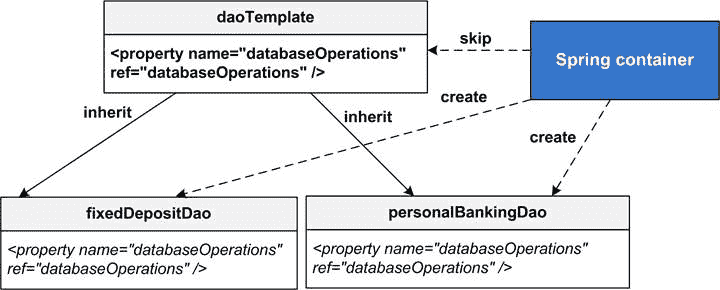 daoTemplate
<property name="databaseOperations"
ref="databaseOperations" />
skip
Spring container
inherit
create
inherit
create
fixedDepositDao
<property name="databaseOperations"
ref="databaseOperations" />
personalBankingDao
<property name="databaseOperations"
ref="databaseOperations" />